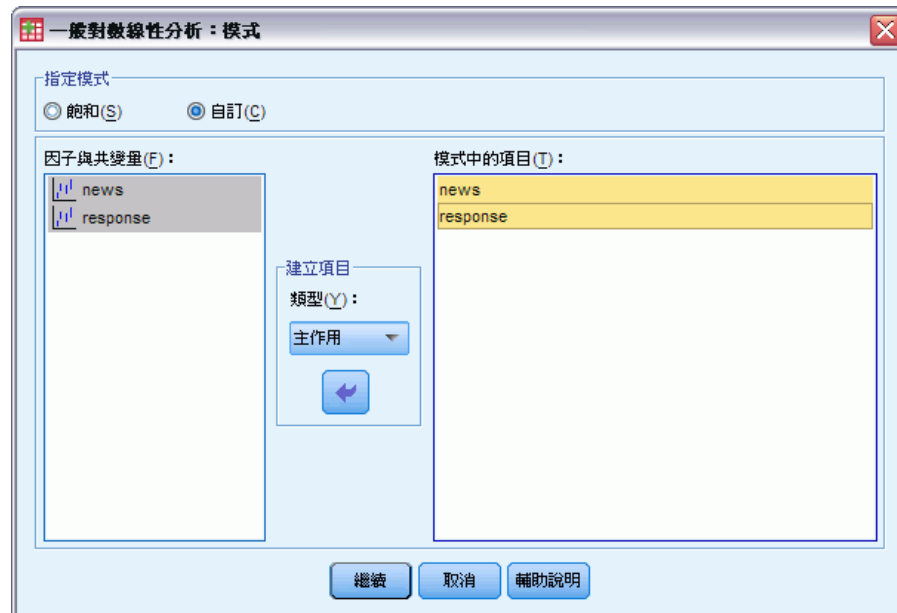 一般對數線性分析：模式
指定模式
飽和(S)
自訂(C)
因子與共變量(F)：
news
response
建立項目
類型(Y)：
主作用
模式中的項目(T)：
news
response
繼續
取消
輔助說明